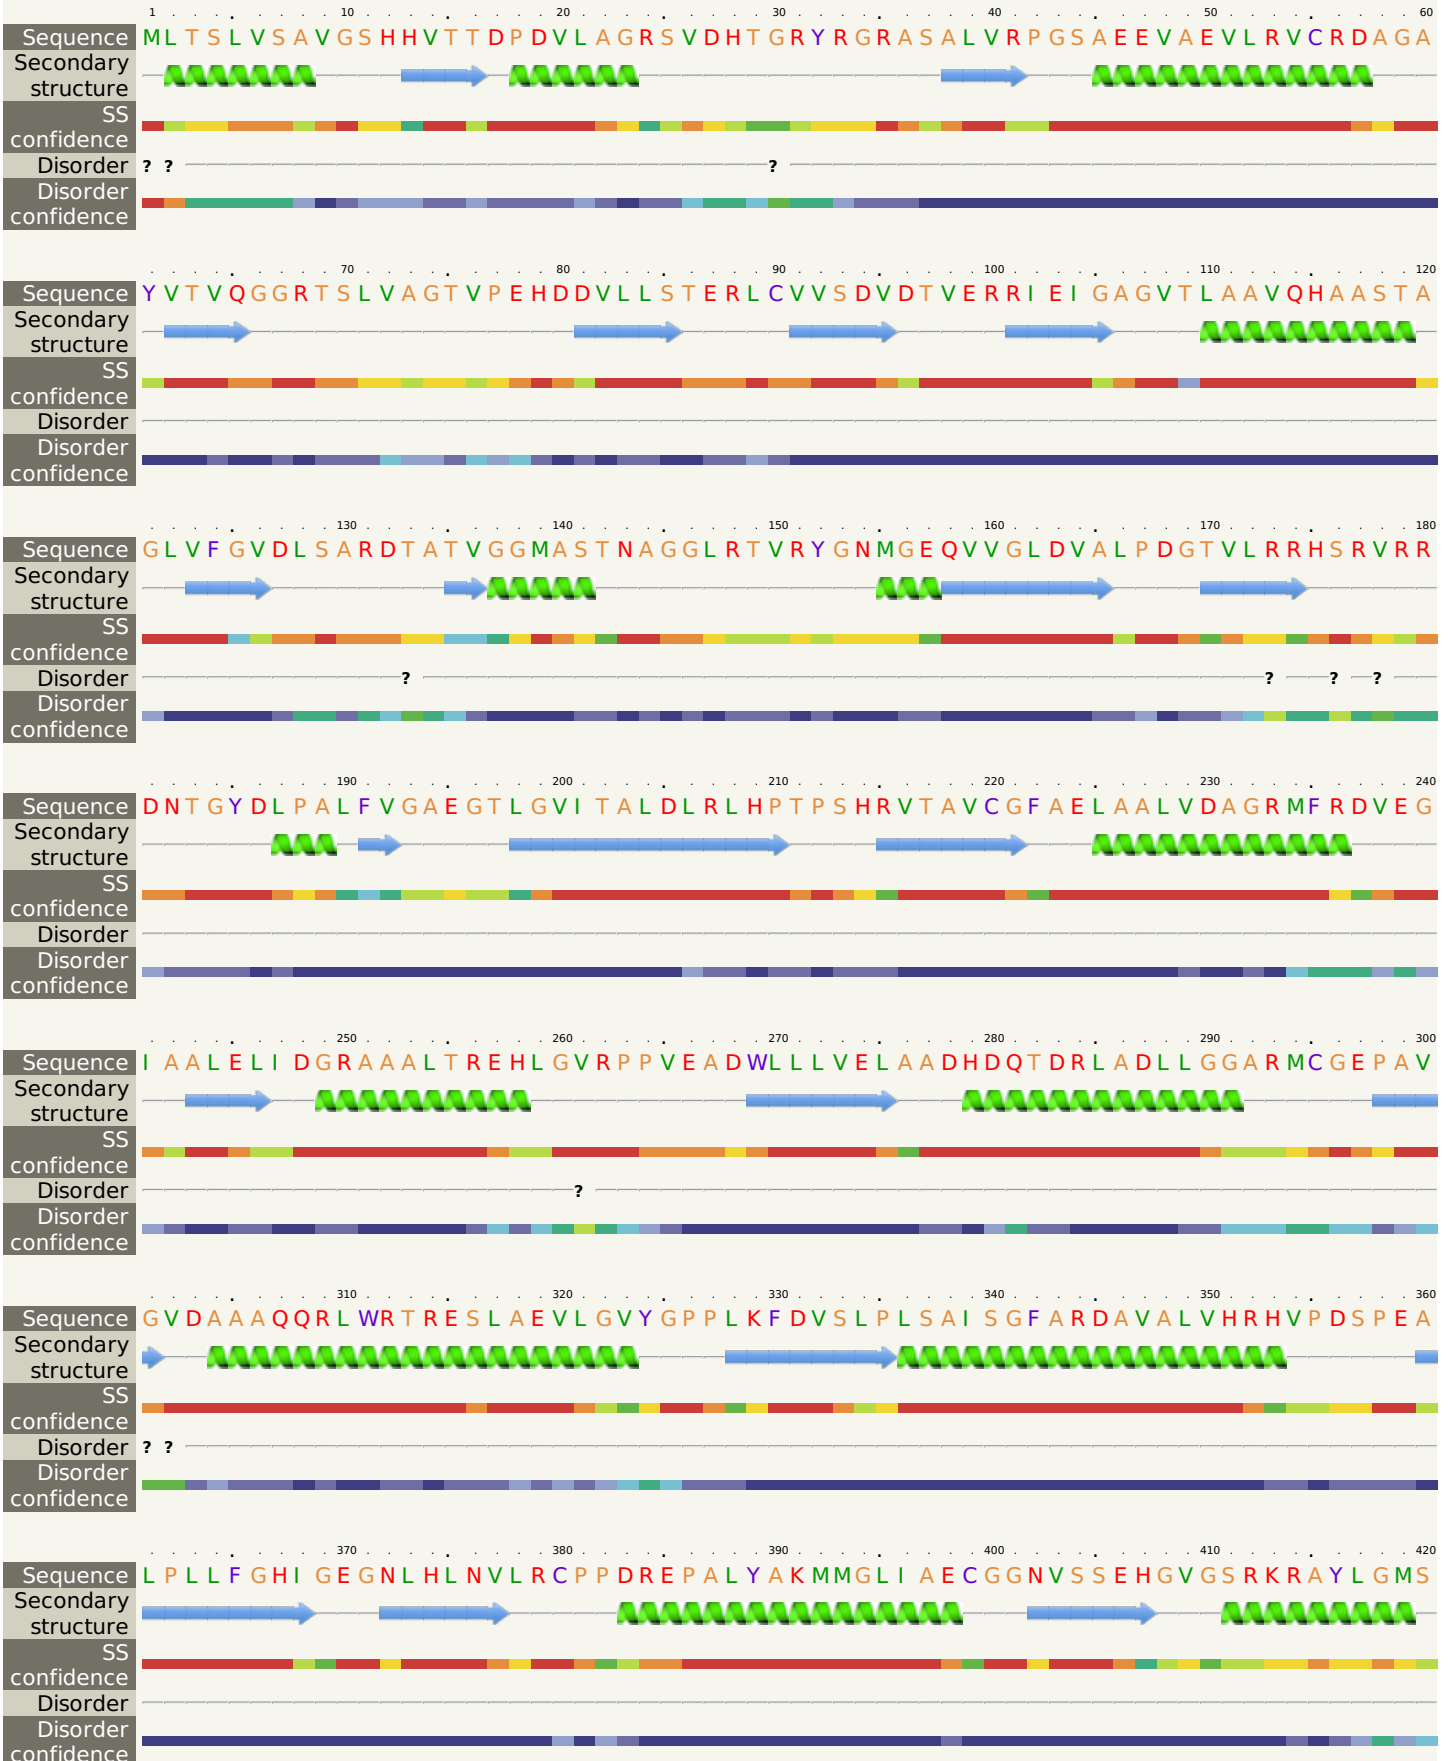 1 . . . . . . . . 10 . . . . . . . . . 20 . . . . . . . . . 30 . . . . . . . . . 40 . . . . . . . . . 50 . . . . . . . . . 60
Sequence MLTSLVSAVGSHHVTTDPDVLAGRSVDHTGRYRGRASALVRPGSAEEVAEVLRVCRDAGA
Secondary
structure
SS
confidence
Disorder ? ? ?
Disorder
confidence
. . . . . . . . . 70 . . . . . . . . . 80 . . . . . . . . . 90 . . . . . . . . . 100 . . . . . . . . . 110 . . . . . . . . . 120
Sequence YVTVQGGRTSLVAGTVPEHDDVLLSTERLCVVSDVDTVERRIEIGAGVTLAAVQHAASTA
Secondary
structure
SS
confidence
Disorder
Disorder
confidence
. . . . . . . . . 130 . . . . . . . . . 140 . . . . . . . . . 150 . . . . . . . . . 160 . . . . . . . . . 170 . . . . . . . . . 180
Sequence GLVFGVDLSARDTATVGGMASTNAGGLRTVRYGNMGEQVVGLDVALPDGTVLRRHSRVRR
Secondary
structure
SS
confidence
Disorder ? ? ? ?
Disorder
confidence
. . . . . . . . . 190 . . . . . . . . . 200 . . . . . . . . . 210 . . . . . . . . . 220 . . . . . . . . . 230 . . . . . . . . . 240
Sequence DNTGYDLPALFVGAEGTLGVITALDLRLHPTPSHRVTAVCGFAELAALVDAGRMFRDVEG
Secondary
structure
SS
confidence
Disorder
Disorder
confidence
. . . . . . . . . 250 . . . . . . . . . 260 . . . . . . . . . 270 . . . . . . . . . 280 . . . . . . . . . 290 . . . . . . . . . 300
Sequence IAALELIDGRAAALTREHLGVRPPVEADWLLLVELAADHDQTDRLADLLGGARMCGEPAV
Secondary
structure
SS
confidence
Disorder ?
Disorder
confidence
. . . . . . . . . 310 . . . . . . . . . 320 . . . . . . . . . 330 . . . . . . . . . 340 . . . . . . . . . 350 . . . . . . . . . 360
Sequence GVDAAAQQRLWRTRESLAEVLGVYGPPLKFDVSLPLSAISGFARDAVALVHRHVPDSPEA
Secondary
structure
SS
confidence
Disorder ? ?
Disorder
confidence
. . . . . . . . . 370 . . . . . . . . . 380 . . . . . . . . . 390 . . . . . . . . . 400 . . . . . . . . . 410 . . . . . . . . . 420
Sequence LPLLFGHIGEGNLHLNVLRCPPDREPALYAKMMGLIAECGGNVSSEHGVGSRKRAYLGMS
Secondary
structure
SS
confidence
Disorder
Disorder
confidence